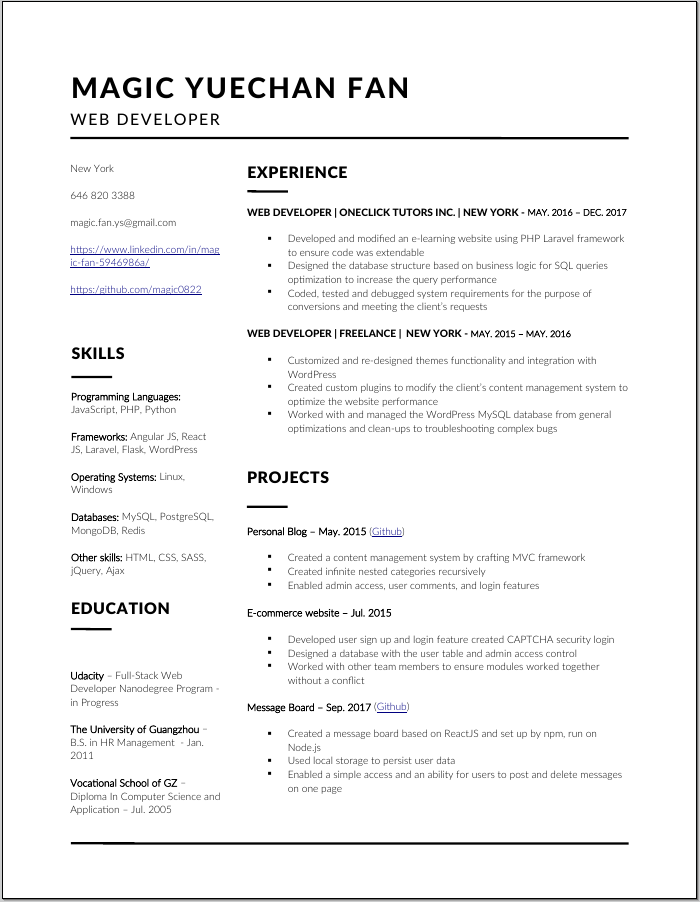 MAGIC YUECHAN FAN
WEB DEVELOPER
New York
646 820 3388
magic.fan.ys@gmail.com
https://www.linkedin.com/in/mag
ic-fan-5946986a/
https:/github.com/magic0822
SKILLS
Programming Languages:
JavaScript, PHP, Python
Frameworks: Angular JS, React
JS, Laravel, Flask, WordPress
Operating Systems: Linux,
Windows
Databases: MySQL, PostgreSQL,
MongoDB, Redis
Other skills: HTML, CSS, SASS,
jQuery, Ajax
EDUCATION
Udacity – Full-Stack Web
Developer Nanodegree Program -
in Progress
The University of Guangzhou –
B.S. in HR Management - Jan.
2011
Vocational School of GZ –
Diploma In Computer Science and
Application – Jul. 2005
EXPERIENCE
WEB DEVELOPER | ONECLICK TUTORS INC. | NEW YORK - MAY. 2016 – DEC. 2017
▪ Developed and modified an e-learning website using PHP Laravel framework
to ensure code was extendable
▪ Designed the database structure based on business logic for SQL queries
optimization to increase the query performance
▪ Coded, tested and debugged system requirements for the purpose of
conversions and meeting the client's requests
WEB DEVELOPER | FREELANCE | NEW YORK - MAY. 2015 – MAY. 2016
▪ Customized and re-designed themes functionality and integration with
WordPress
▪ Created custom plugins to modify the client's content management system to
optimize the website performance
▪ Worked with and managed the WordPress MySQL database from general
optimizations and clean-ups to troubleshooting complex bugs
PROJECTS
Personal Blog – May. 2015 (Github)
▪ Created a content management system by crafting MVC framework
▪ Created infinite nested categories recursively
▪ Enabled admin access, user comments, and login features
E-commerce website – Jul. 2015
▪ Developed user sign up and login feature created CAPTCHA security login
▪ Designed a database with the user table and admin access control
▪ Worked with other team members to ensure modules worked together
without a conflict
Message Board – Sep. 2017 (Github)
▪ Created a message board based on ReactJS and set up by npm, run on
Node.js
▪ Used local storage to persist user data
▪ Enabled a simple access and an ability for users to post and delete messages
on one page